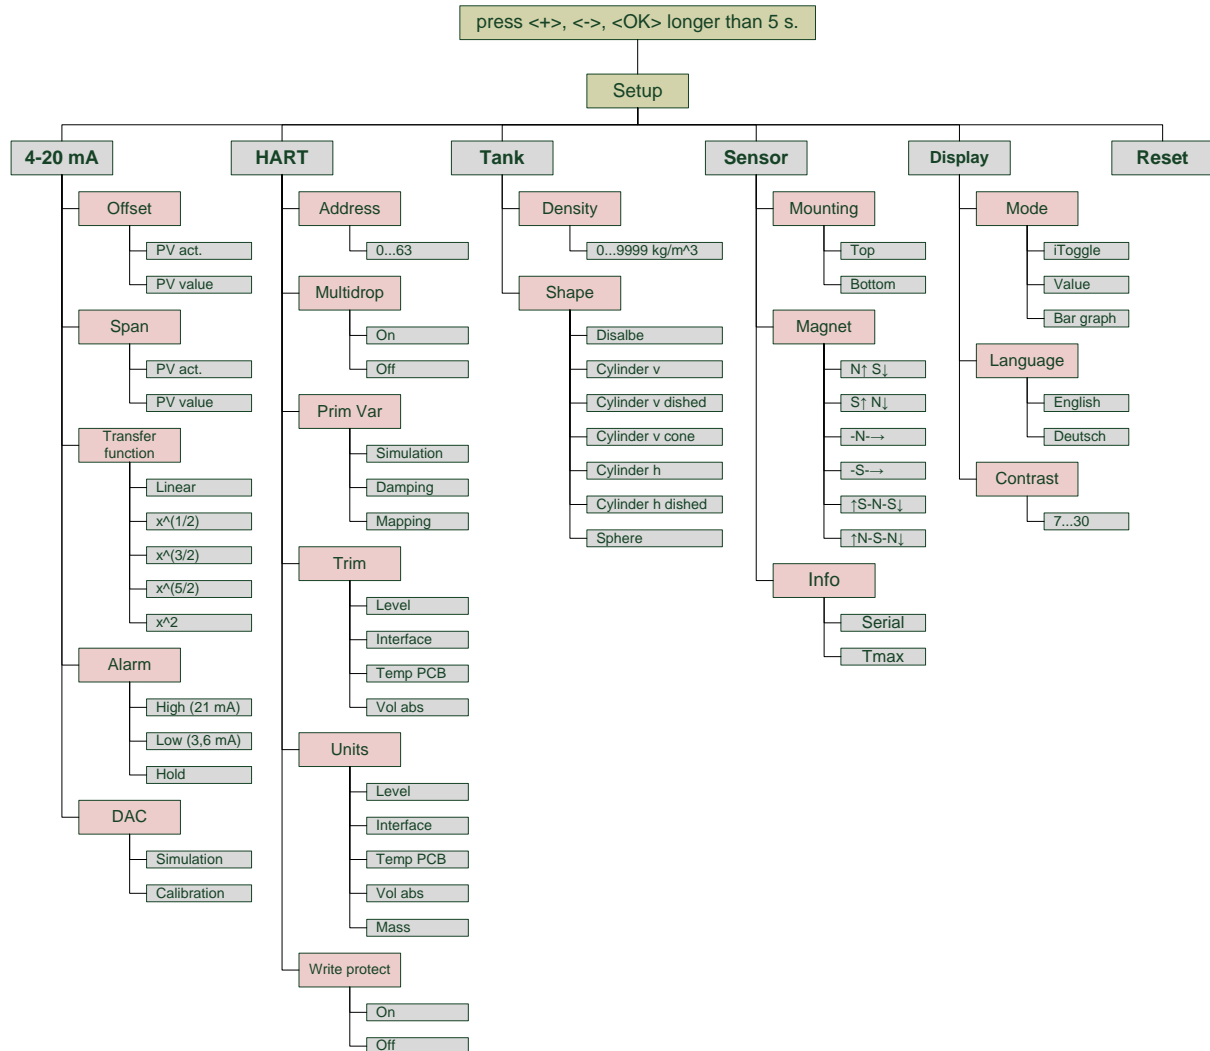 press <+>, <->, <OK> longer than 5 s.
Setup
4-20 mA
Offset
PV act.
PV value
Span
PV act.
PV value
Transfer
function
Linear
x^(1/2)
x^(3/2)
x^(5/2)
x^2
Alarm
High (21 mA)
Low (3,6 mA)
Hold
DAC
Simulation
Calibration
HART
Address
0...63
Multidrop
On
Off
Prim Var
Simulation
Damping
Mapping
Trim
Level
Interface
Temp PCB
Vol abs
Units
Level
Interface
Temp PCB
Vol abs
Mass
Write protect
On
Off
Tank
Density
0...9999 kg/m^3
Shape
Disalbe
Cylinder v
Cylinder v dished
Cylinder v cone
Cylinder h
Cylinder h dished
Sphere
Sensor
Mounting
Top
Bottom
Magnet
N↑ S↓
S↑ N↓
-N-→
-S-→
↑S-N-S↓
↑N-S-N↓
Info
Serial
Tmax
Display
Mode
iToggle
Value
Bar graph
Language
English
Deutsch
Contrast
7...30
Reset